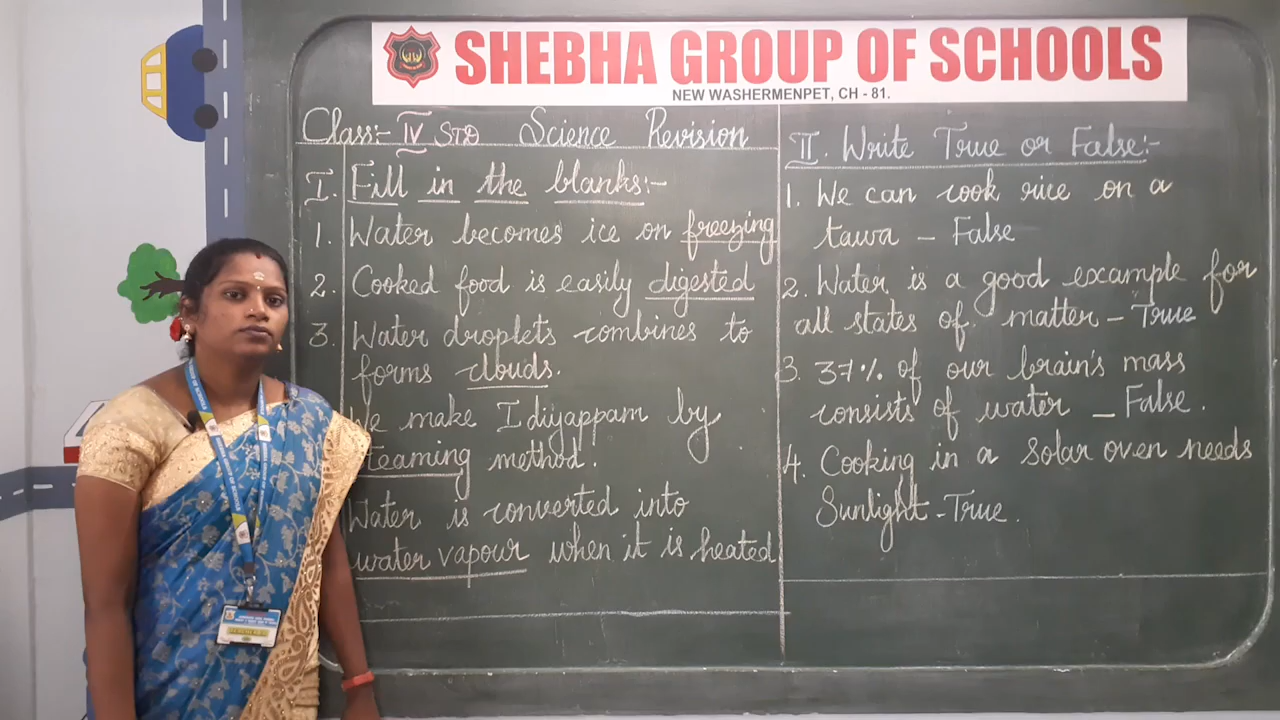 SHEBHA GROUP OF SCHOOLS
NEW WASHERMENPET, CH - 81.
Class:- IV STD Science Revision
I. Fill in the blanks:-
1. Water becomes ice on freezing
2. Cooked food is easily digested
3. Water droplets combines to
forms clouds.
We make Idiyappam by
teaming method.
Water is converted into
water vapour when it is heated
II. Write True or False:-
1. We can cook rice on a
tawa - False
2. Water is a good example for
all states of matter - True
3. 37% of our brain's mass
consists of water - False.
4. Cooking in a Solar oven needs
Sunlight - True.